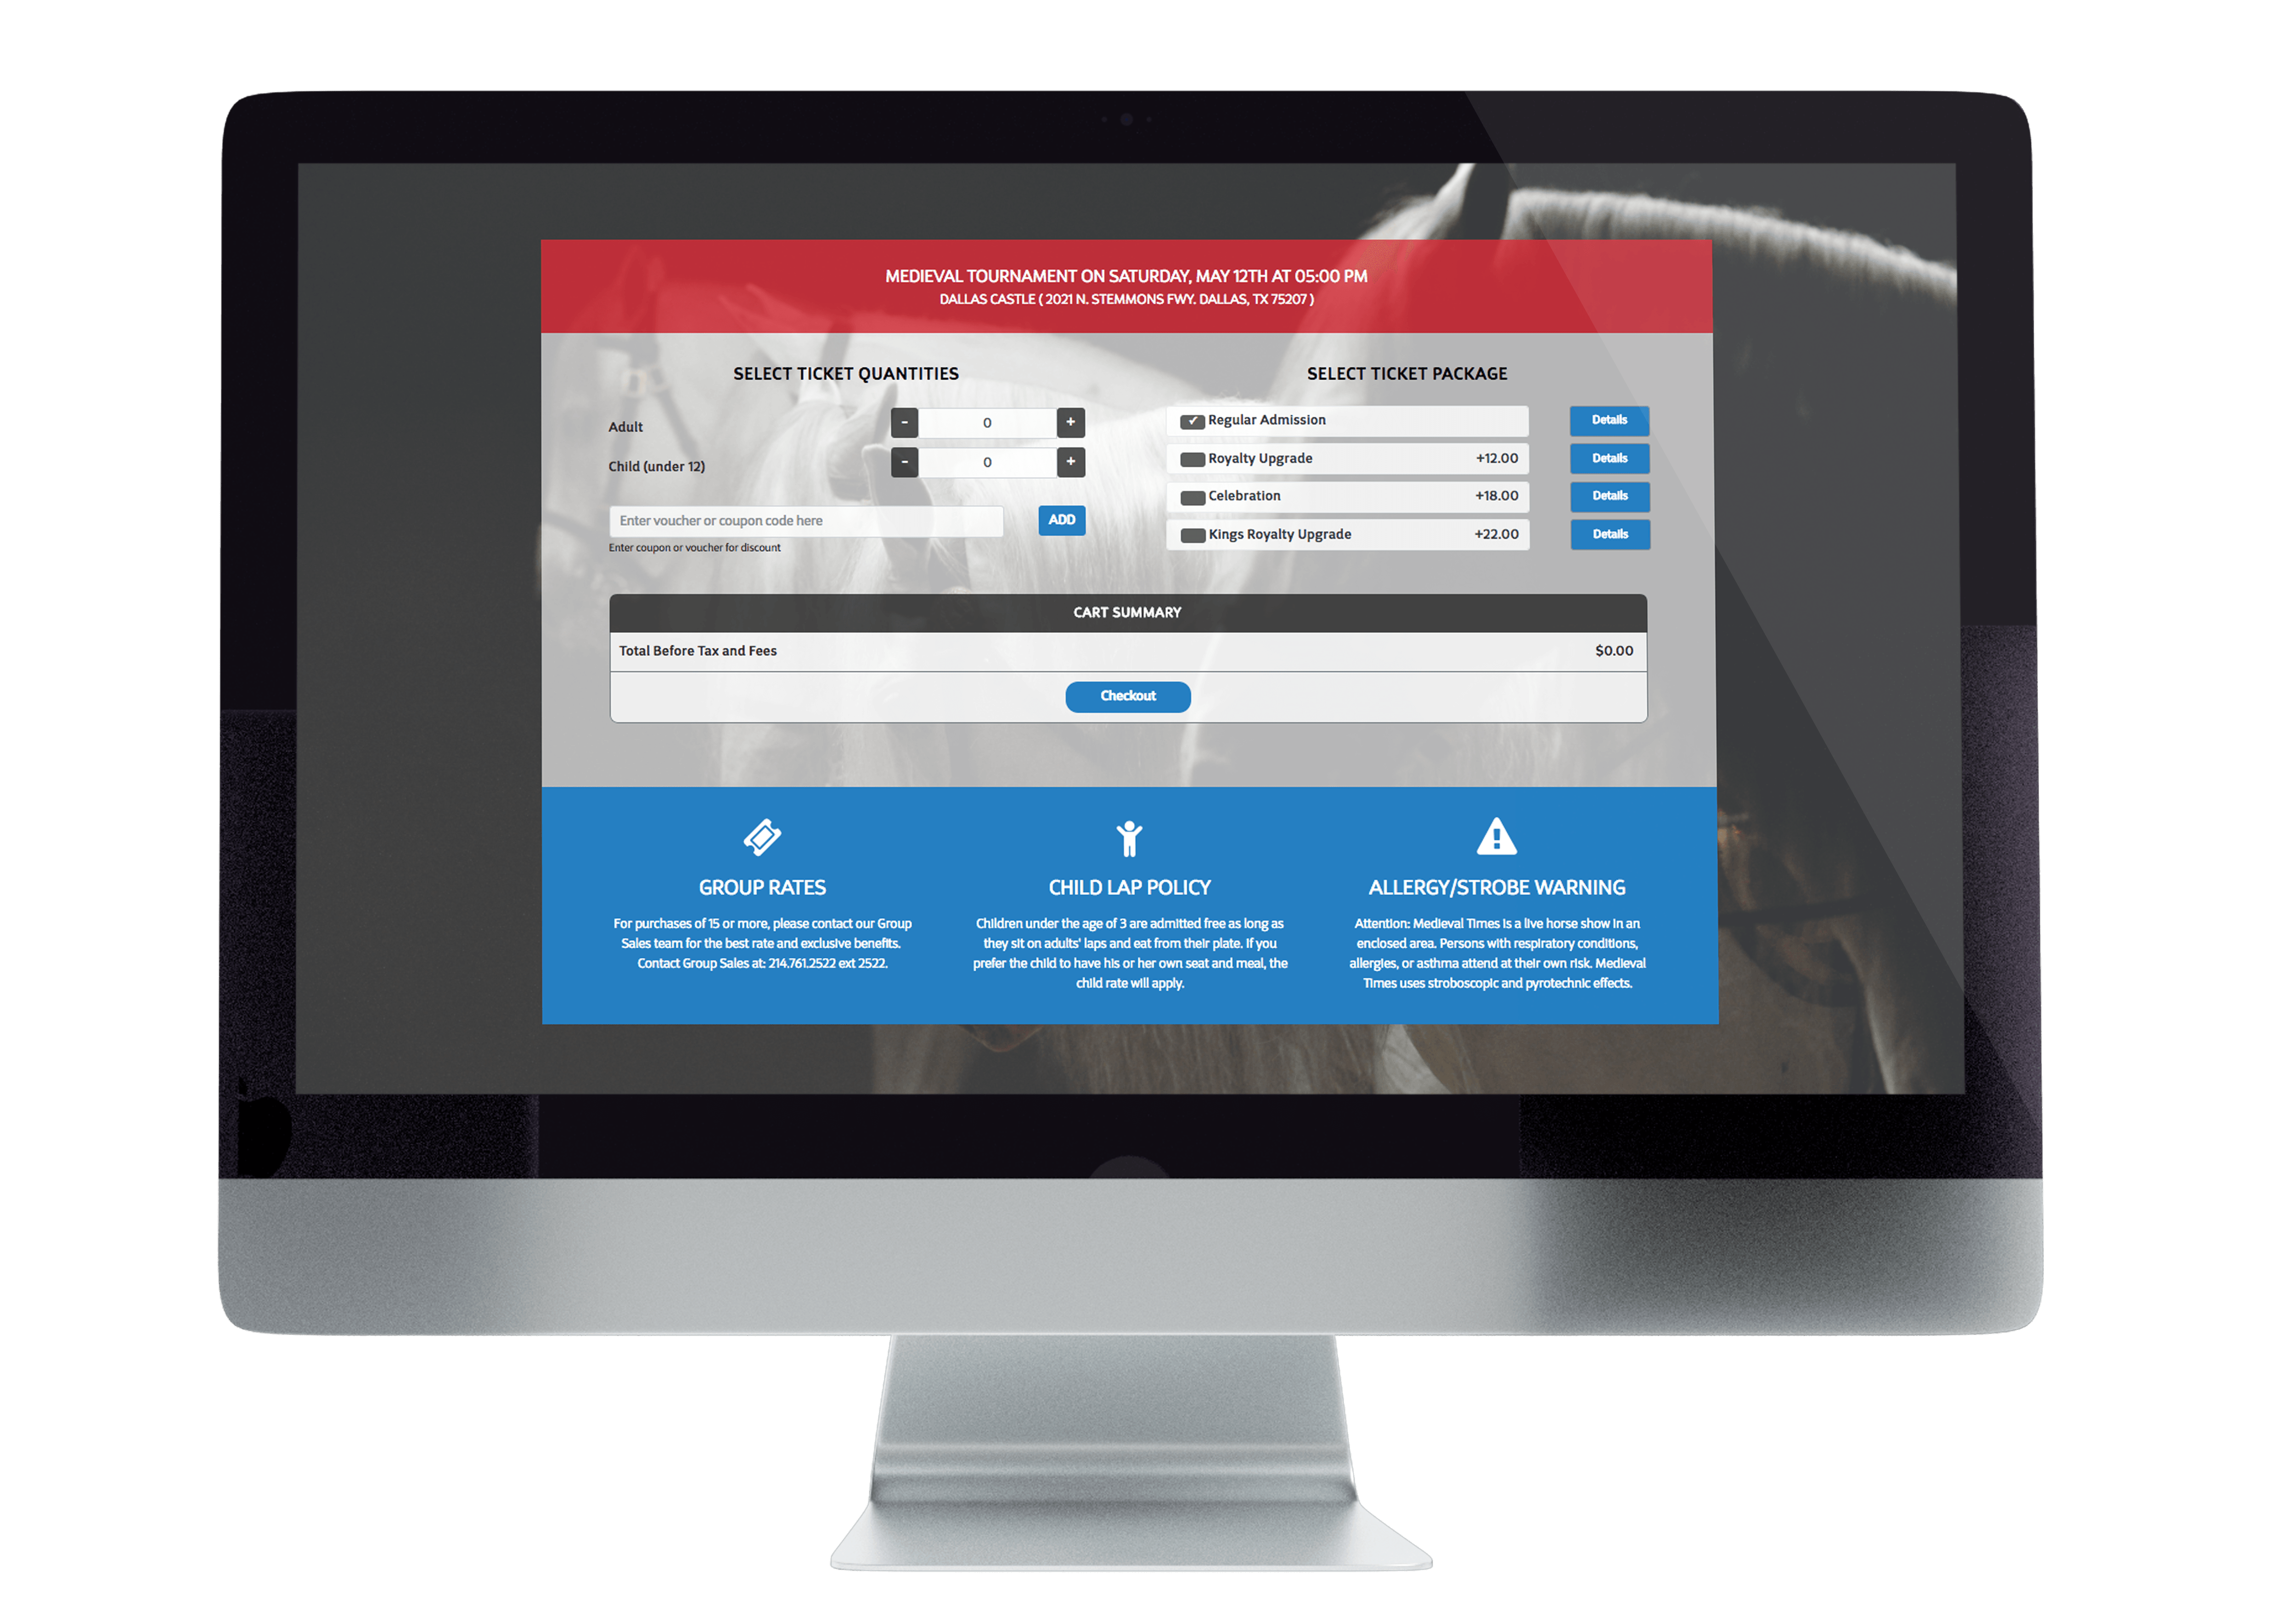 MEDIEVAL TOURNAMENT ON SATURDAY, MAY 12TH AT 05:00 PM
DALLAS CASTLE ( 2021 N. STEMMONS FWY. DALLAS, TX 75207 )
SELECT TICKET QUANTITIES
Adult
- 0 +
Child (under 12)
- 0 +
Enter voucher or coupon code here
ADD
Enter coupon or voucher for discount
SELECT TICKET PACKAGE
Regular Admission Details
Royalty Upgrade +12.00 Details
Celebration +18.00 Details
Kings Royalty Upgrade +22.00 Details
CART SUMMARY
Total Before Tax and Fees $0.00
Checkout
GROUP RATES
For purchases of 15 or more, please contact our Group
Sales team for the best rate and exclusive benefits.
Contact Group Sales at: 214.761.2522 ext 2522.
CHILD LAP POLICY
Children under the age of 3 are admitted free as long as
they sit on adults' laps and eat from their plate. If you
prefer the child to have his or her own seat and meal, the
child rate will apply.
ALLERGY/STROBE WARNING
Attention: Medieval Times is a live horse show in an
enclosed area. Persons with respiratory conditions,
allergies, or asthma attend at their own risk. Medieval
Times uses stroboscopic and pyrotechnic effects.